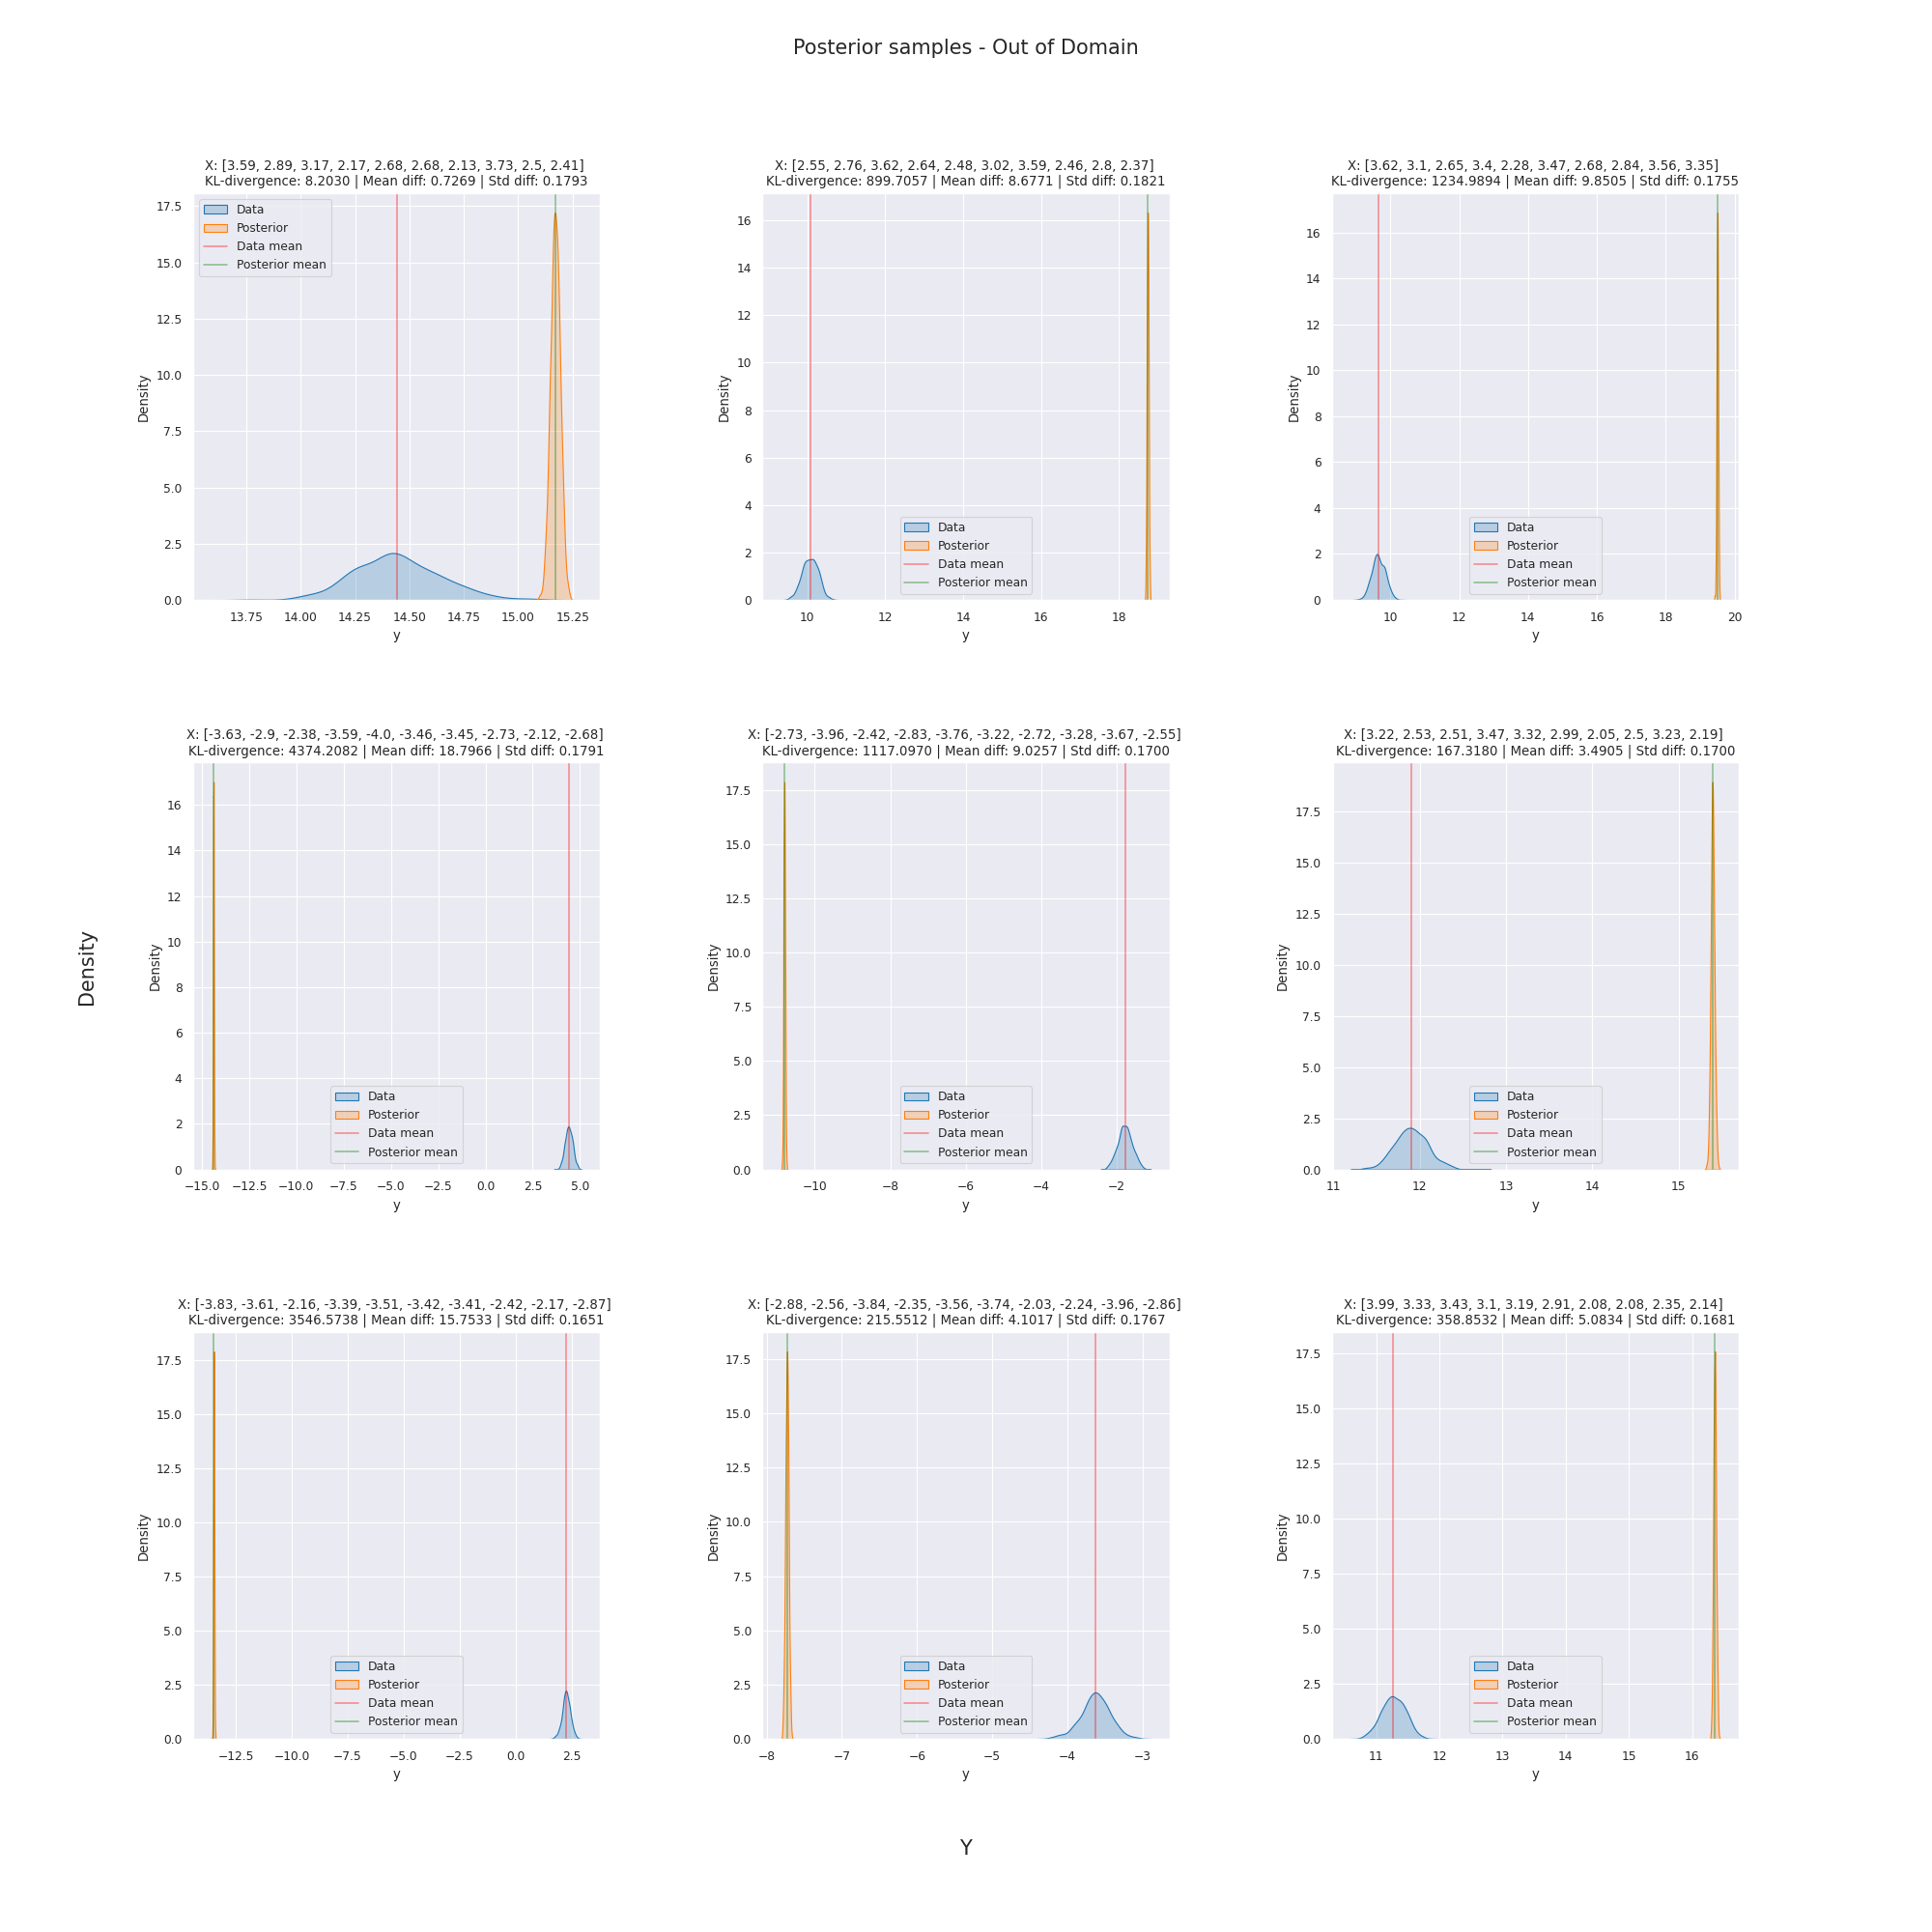 Posterior samples - Out of Domain
X: [3.59, 2.89, 3.17, 2.17, 2.68, 2.68, 2.13, 3.73, 2.5, 2.41]
KL-divergence: 8.2030 | Mean diff: 0.7269 | Std diff: 0.1793
17.5
15.0
12.5
10.0
7.5
5.0
2.5
0.0
Density
Data
Posterior
Data mean
Posterior mean
13.75 14.00 14.25 14.50 14.75 15.00 15.25
y
X: [2.55, 2.76, 3.62, 2.64, 2.48, 3.02, 3.59, 2.46, 2.8, 2.37]
KL-divergence: 899.7057 | Mean diff: 8.6771 | Std diff: 0.1821
16
14
12
10
8
6
4
2
0
Density
Data
Posterior
Data mean
Posterior mean
10 12 14 16 18
y
X: [3.62, 3.1, 2.65, 3.4, 2.28, 3.47, 2.68, 2.84, 3.56, 3.35]
KL-divergence: 1234.9894 | Mean diff: 9.8505 | Std diff: 0.1755
16
14
12
10
8
6
4
2
0
Density
Data
Posterior
Data mean
Posterior mean
10 12 14 16 18 20
y
Density
X: [-3.63, -2.9, -2.38, -3.59, -4.0, -3.46, -3.45, -2.73, -2.12, -2.68]
KL-divergence: 4374.2082 | Mean diff: 18.7966 | Std diff: 0.1791
16
14
12
10
8
6
4
2
0
Density
Data
Posterior
Data mean
Posterior mean
−15.0 −12.5 −10.0 −7.5 −5.0 −2.5 0.0 2.5 5.0
y
X: [-2.73, -3.96, -2.42, -2.83, -3.76, -3.22, -2.72, -3.28, -3.67, -2.55]
KL-divergence: 1117.0970 | Mean diff: 9.0257 | Std diff: 0.1700
17.5
15.0
12.5
10.0
7.5
5.0
2.5
0.0
Density
Data
Posterior
Data mean
Posterior mean
−10 −8 −6 −4 −2
y
X: [3.22, 2.53, 2.51, 3.47, 3.32, 2.99, 2.05, 2.5, 3.23, 2.19]
KL-divergence: 167.3180 | Mean diff: 3.4905 | Std diff: 0.1700
17.5
15.0
12.5
10.0
7.5
5.0
2.5
0.0
Density
Data
Posterior
Data mean
Posterior mean
11 12 13 14 15
y
X: [-3.83, -3.61, -2.16, -3.39, -3.51, -3.42, -3.41, -2.42, -2.17, -2.87]
KL-divergence: 3546.5738 | Mean diff: 15.7533 | Std diff: 0.1651
17.5
15.0
12.5
10.0
7.5
5.0
2.5
0.0
Density
Data
Posterior
Data mean
Posterior mean
−12.5 −10.0 −7.5 −5.0 −2.5 0.0 2.5
y
X: [-2.88, -2.56, -3.84, -2.35, -3.56, -3.74, -2.03, -2.24, -3.96, -2.86]
KL-divergence: 215.5512 | Mean diff: 4.1017 | Std diff: 0.1767
17.5
15.0
12.5
10.0
7.5
5.0
2.5
0.0
Density
Data
Posterior
Data mean
Posterior mean
−8 −7 −6 −5 −4 −3
y
X: [3.99, 3.33, 3.43, 3.1, 3.19, 2.91, 2.08, 2.08, 2.35, 2.14]
KL-divergence: 358.8532 | Mean diff: 5.0834 | Std diff: 0.1681
17.5
15.0
12.5
10.0
7.5
5.0
2.5
0.0
Density
Data
Posterior
Data mean
Posterior mean
11 12 13 14 15 16
y
Y